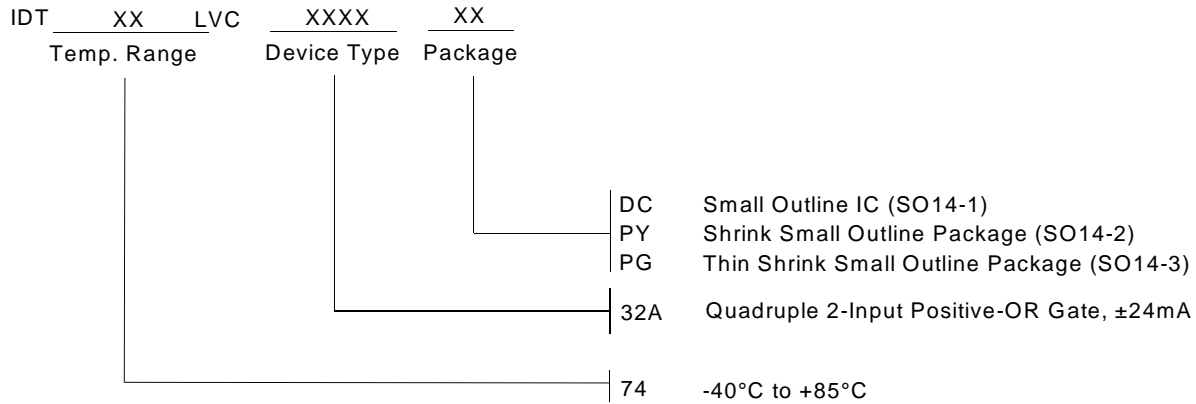 IDT XX LVC XXXX XX
Temp. Range Device Type Package
DC Small Outline IC (SO14-1)
PY Shrink Small Outline Package (SO14-2)
PG Thin Shrink Small Outline Package (SO14-3)
32A Quadruple 2-Input Positive-OR Gate, ±24mA
74 -40°C to +85°C